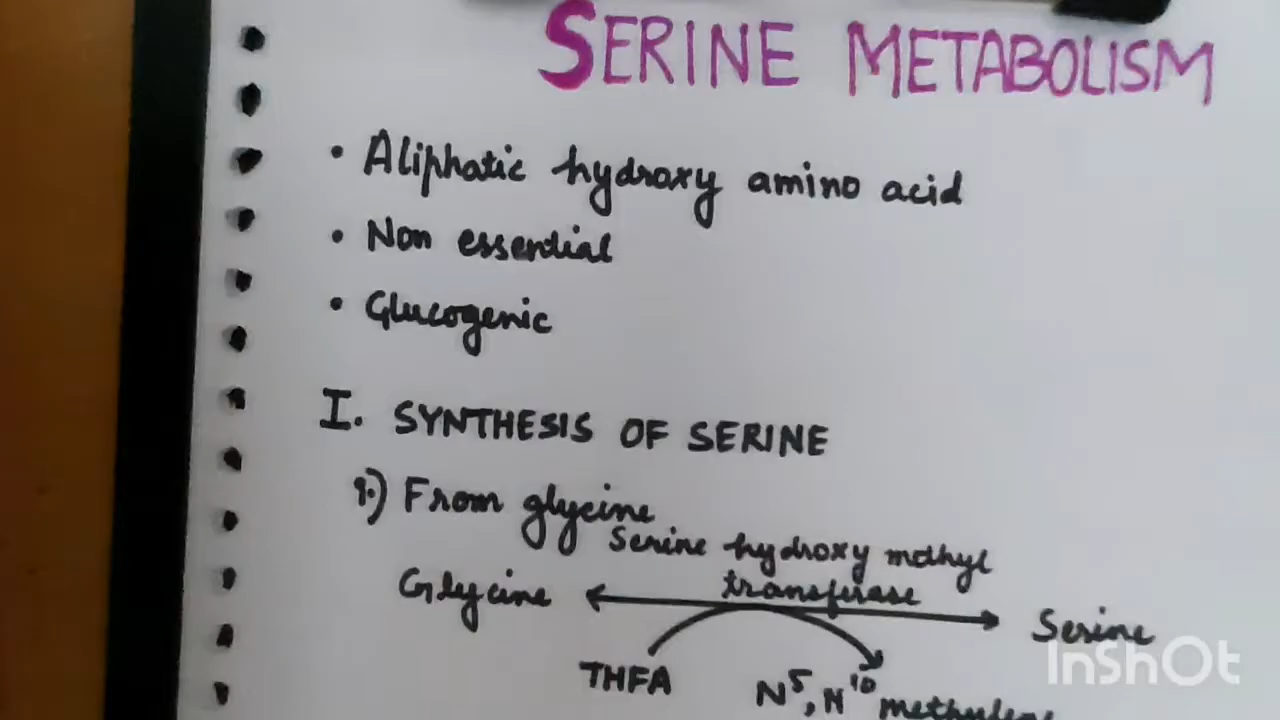 SERINE METABOLISM
• Aliphatic hydroxy amino acid
• Non essential
• Glucogenic
I. SYNTHESIS OF SERINE
1.) From glycine
Serine hydroxy methyl
transferase
Glycine
Serine
THFA
N⁵, N¹⁰ methylene
InShOt